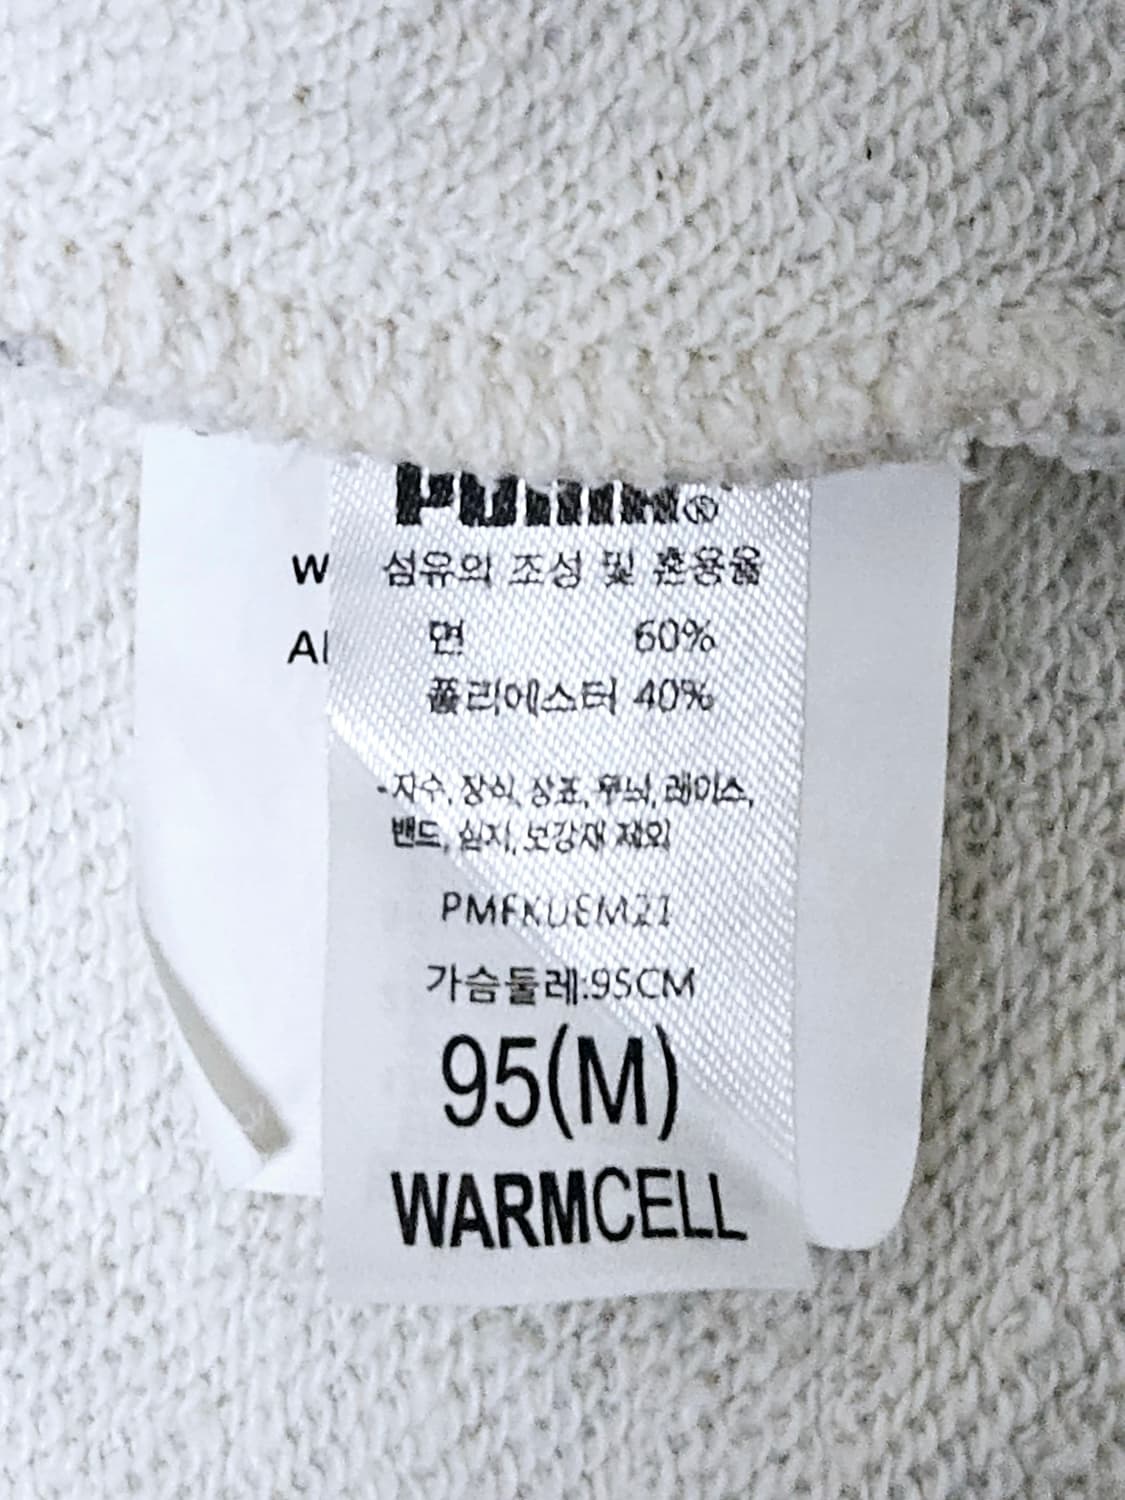 PUMA®
W
섬유의 조성 및 혼용율
Al
면 60%
폴리에스터 40%
-자수, 장식, 상표, 무늬, 레이스,
밴드, 심지, 보강재 제외
가슴둘레:95CM
95(M)
WARMCELL